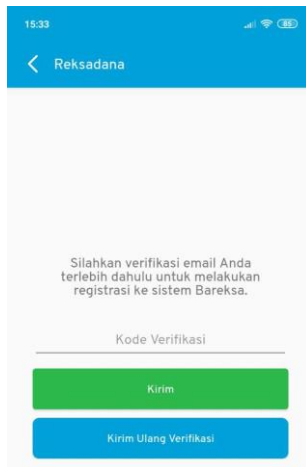 15:33
65
Reksadana
Silahkan verifikasi email Anda
terlebih dahulu untuk melakukan
registrasi ke sistem Bareksa.
Kode Verifikasi
Kirim
Kirim Ulang Verifikasi